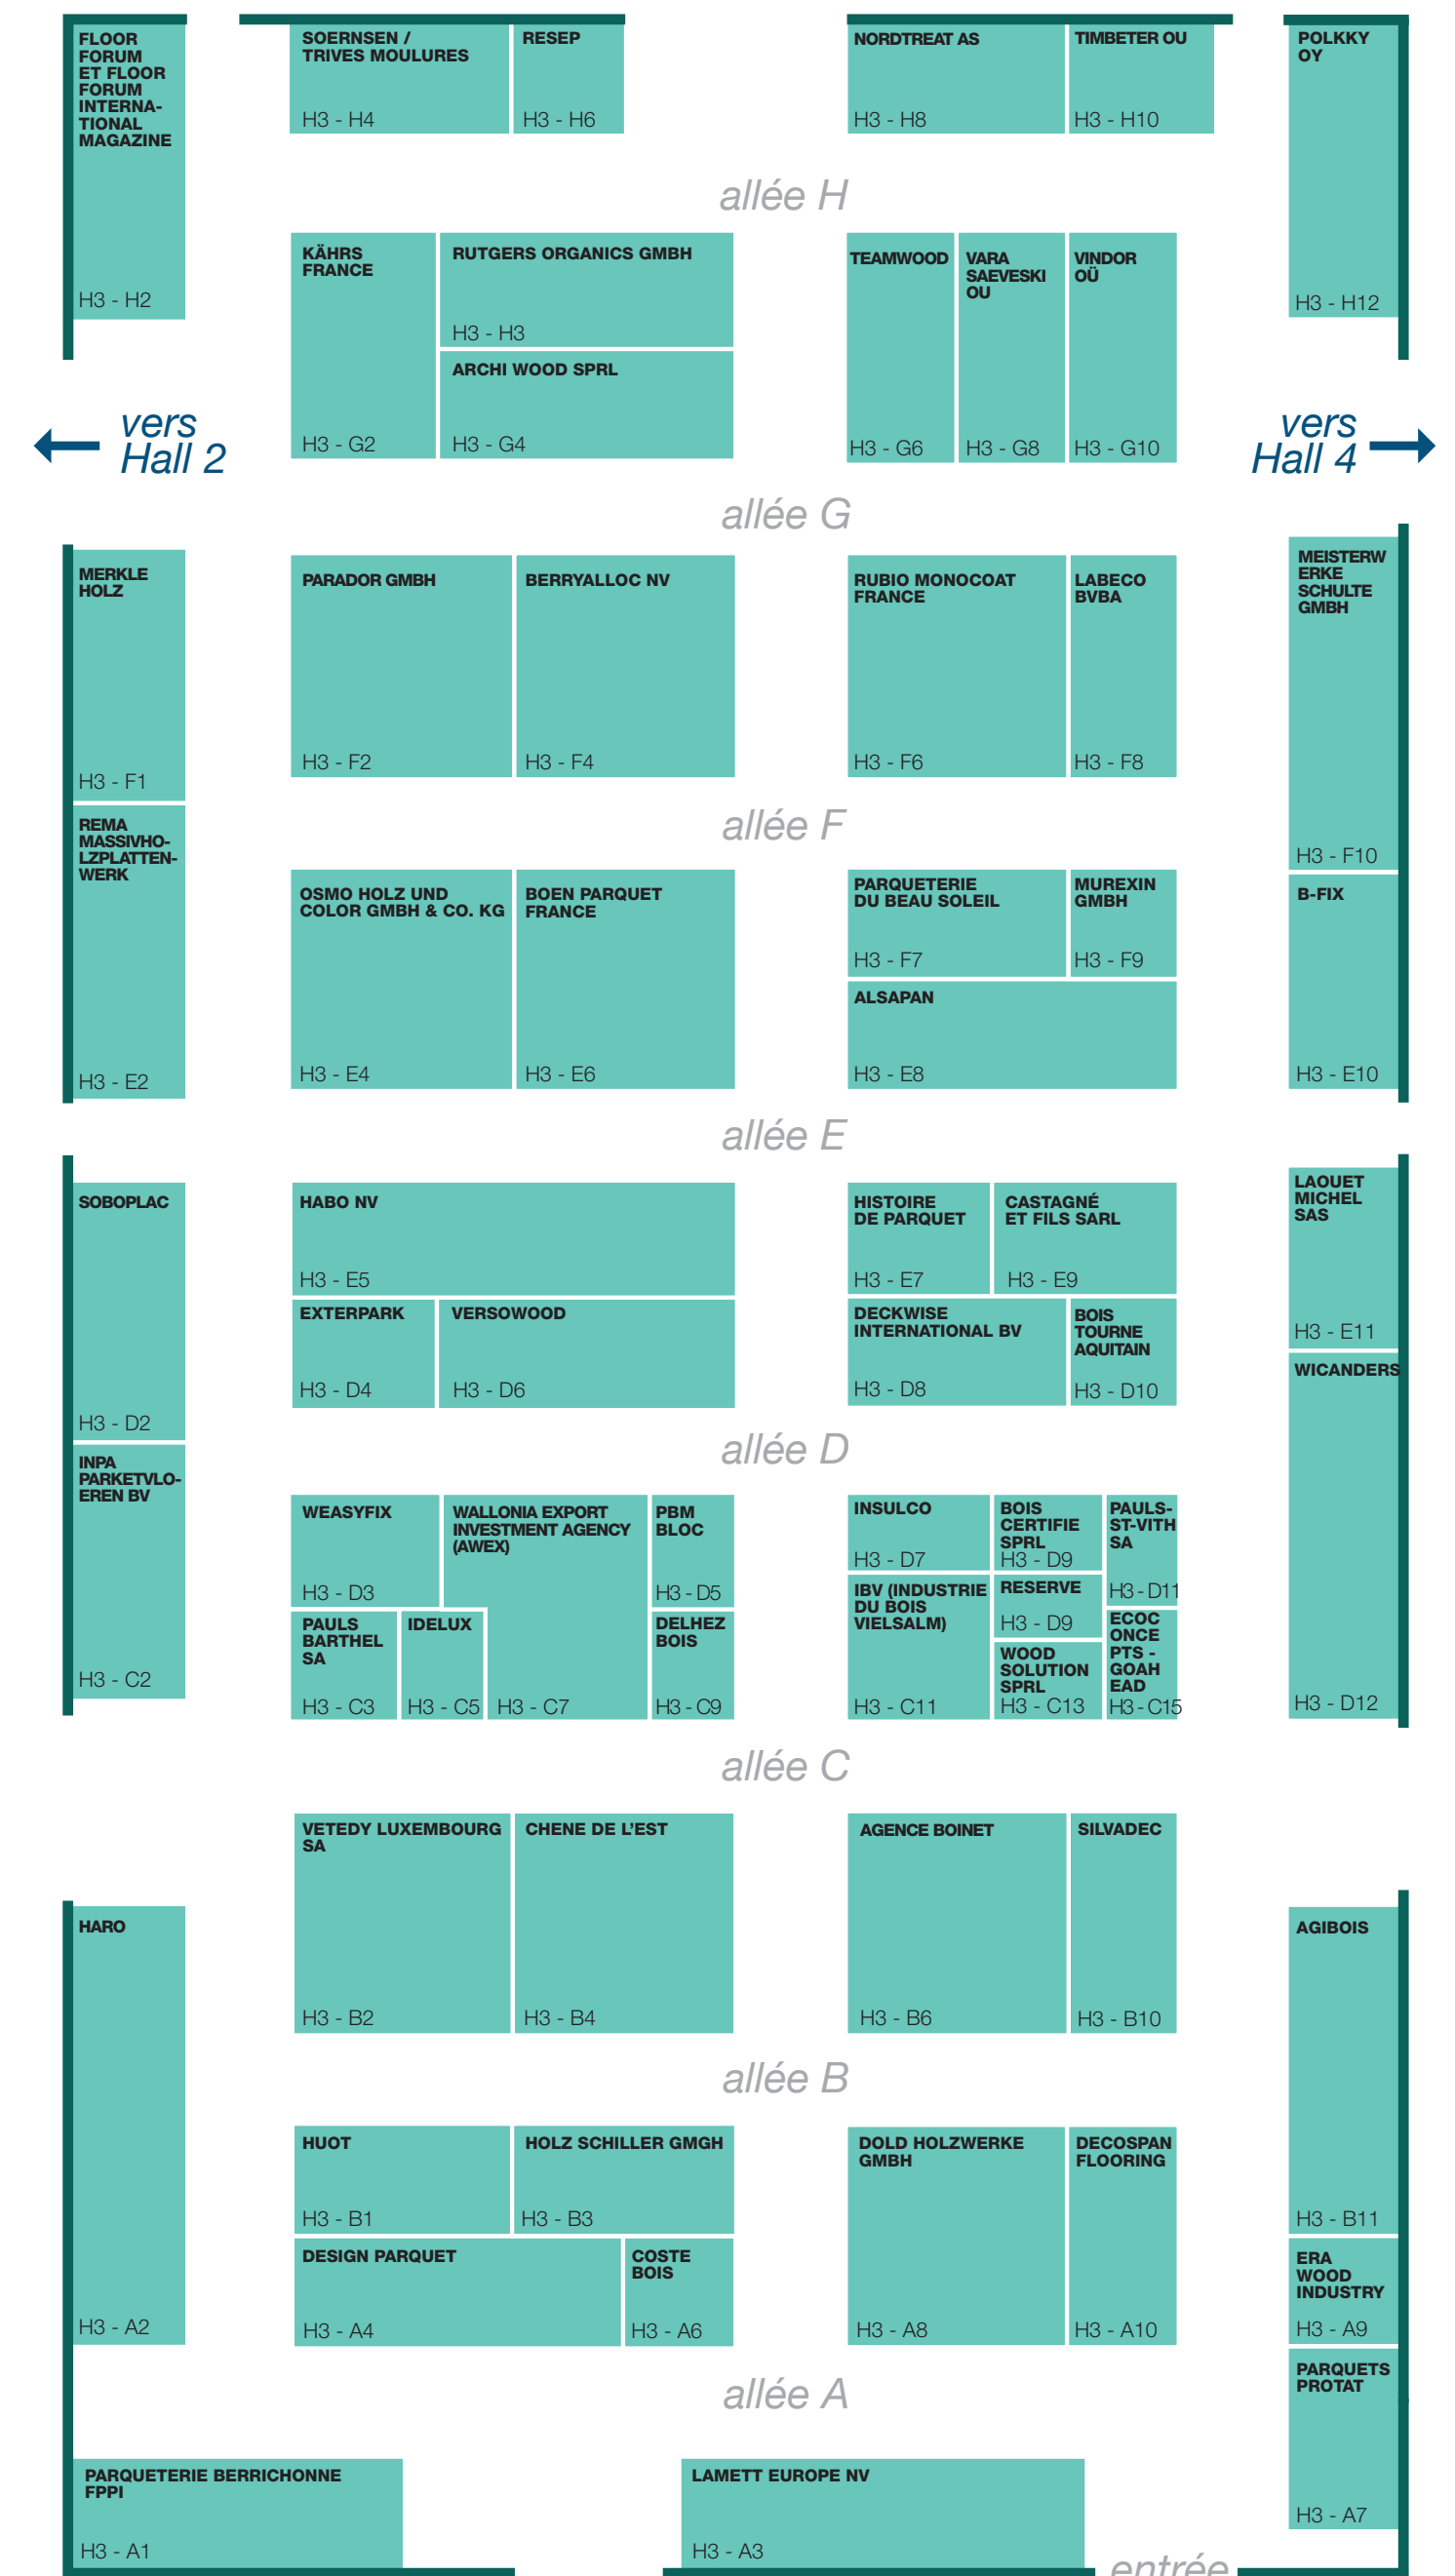 FLOOR
FORUM
ET FLOOR
FORUM
INTERNA-
TIONAL
MAGAZINE
H3 - H2
SOERNSEN /
TRIVES MOULURES
H3 - H4
RESEP
H3 - H6
NORDTREAT AS
H3 - H8
TIMBETER OU
H3 - H10
POLKKY
OY
H3 - H12
allée H
KÄHRS
FRANCE
H3 - G2
RUTGERS ORGANICS GMBH
H3 - H3
ARCHI WOOD SPRL
H3 - G4
TEAMWOOD
H3 - G6
VARA
SAEVESKI
OU
H3 - G8
VINDOR
OÜ
H3 - G10
vers
Hall 2
vers
Hall 4
allée G
MERKLE
HOLZ
H3 - F1
PARADOR GMBH
H3 - F2
BERRYALLOC NV
H3 - F4
RUBIO MONOCOAT
FRANCE
H3 - F6
LABECO
BVBA
H3 - F8
MEISTERW
ERKE
SCHULTE
GMBH
H3 - F10
allée F
REMA
MASSIVHO-
LZPLATTEN-
WERK
H3 - E2
OSMO HOLZ UND
COLOR GMBH & CO. KG
H3 - E4
BOEN PARQUET
FRANCE
H3 - E6
PARQUETERIE
DU BEAU SOLEIL
H3 - F7
MUREXIN
GMBH
H3 - F9
ALSAPAN
H3 - E8
B-FIX
H3 - E10
allée E
SOBOPLAC
H3 - D2
HABO NV
H3 - E5
EXTERPARK
H3 - D4
VERSOWOOD
H3 - D6
HISTOIRE
DE PARQUET
H3 - E7
CASTAGNÉ
ET FILS SARL
H3 - E9
DECKWISE
INTERNATIONAL BV
H3 - D8
BOIS
TOURNE
AQUITAIN
H3 - D10
LAOUET
MICHEL
SAS
H3 - E11
WICANDERS
H3 - D12
allée D
INPA
PARKETVLO-
EREN BV
H3 - C2
WEASYFIX
H3 - D3
WALLONIA EXPORT
INVESTMENT AGENCY
(AWEX)
H3 - C7
PBM
BLOC
H3 - D5
PAULS
BARTHEL
SA
H3 - C3
IDELUX
H3 - C5
DELHEZ
BOIS
H3 - C9
INSULCO
H3 - D7
BOIS
CERTIFIE
SPRL
H3 - D9
PAULS-
ST-VITH
SA
H3 - D11
IBV (INDUSTRIE
DU BOIS
VIELSALM)
H3 - C11
RESERVE
H3 - D9
WOOD
SOLUTION
SPRL
H3 - C13
ECOC
ONCE
PTS -
GOAH
EAD
H3 - C15
allée C
HARO
H3 - A2
VETEDY LUXEMBOURG
SA
H3 - B2
CHENE DE L'EST
H3 - B4
AGENCE BOINET
H3 - B6
SILVADEC
H3 - B10
AGIBOIS
H3 - B11
allée B
HUOT
H3 - B1
HOLZ SCHILLER GMGH
H3 - B3
DESIGN PARQUET
H3 - A4
COSTE
BOIS
H3 - A6
DOLD HOLZWERKE
GMBH
H3 - A8
DECOSPAN
FLOORING
H3 - A10
ERA
WOOD
INDUSTRY
H3 - A9
PARQUETS
PROTAT
H3 - A7
allée A
PARQUETERIE BERRICHONNE
FPPI
H3 - A1
LAMETT EUROPE NV
H3 - A3
entrée